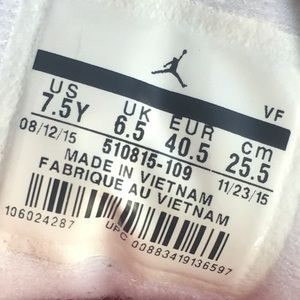 VF
US UK EUR cm
7.5Y 6.5 40.5 25.5
08/12/15 510815-109 11/23/15
MADE IN VIETNAM
FABRIQUE AU VIETNAM
106024287 UPC 00883419136597